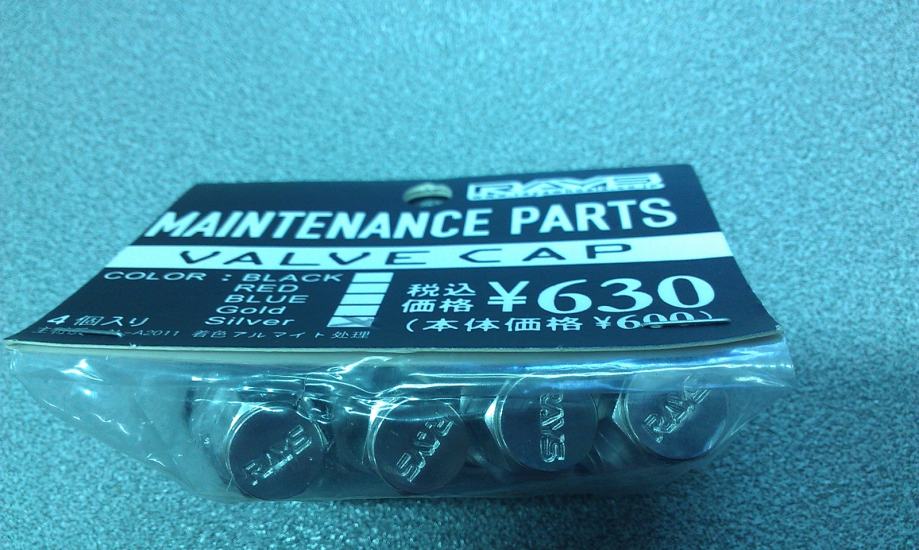 RAYS
MAINTENANCE PARTS
VALVE CAP
COLOR : BLACK
RED
BLUE
Gold
Silver
4個入り
A2011 着色アルマイト処理
税込
価格 ¥630
(本体価格 ¥600)
RAYS
RAYS
RAYS
RAYS